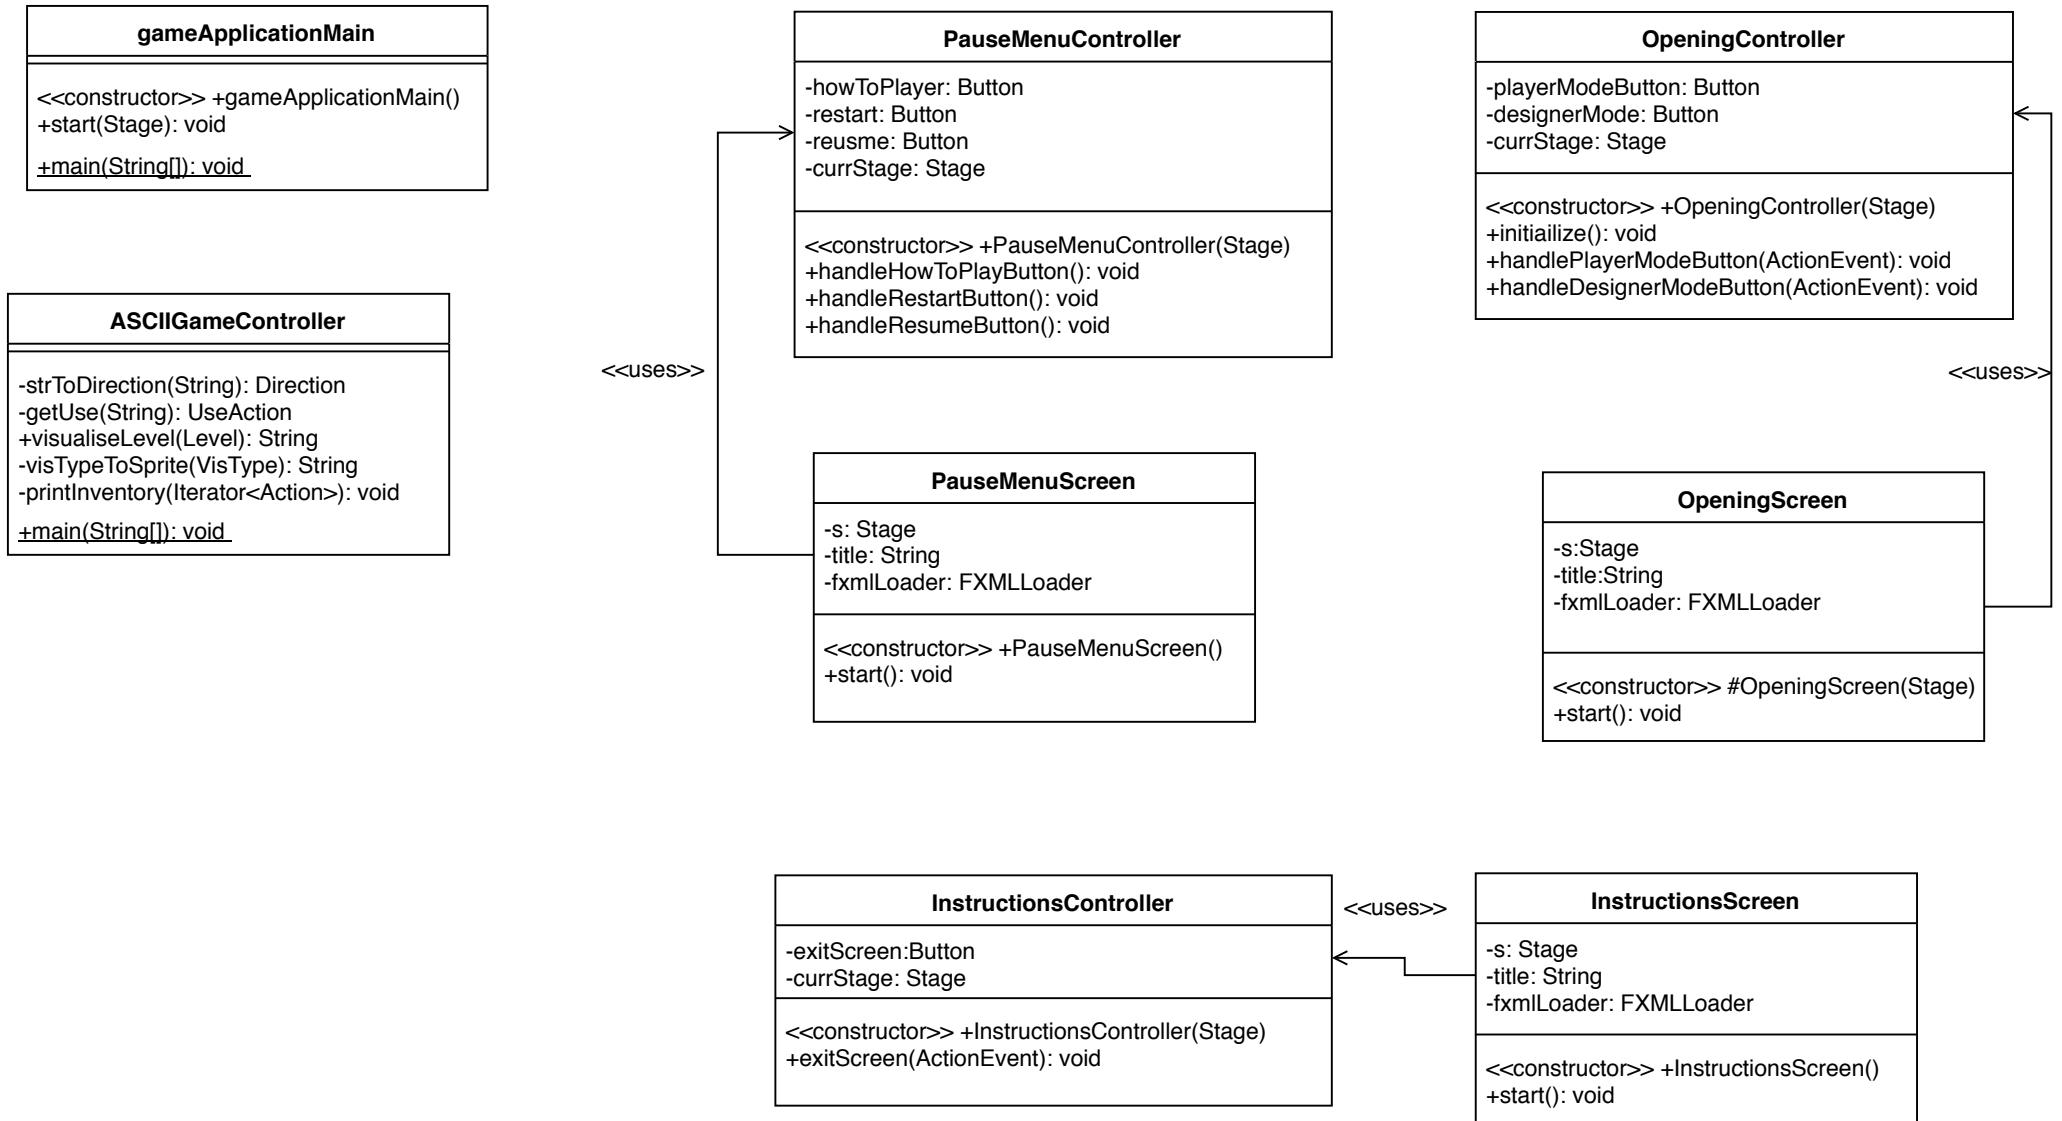 gameApplicationMain
<<constructor>> +gameApplicationMain()
+start(Stage): void
+main(String[]): void
ASCIIGameController
-strToDirection(String): Direction
-getUse(String): UseAction
+visualiseLevel(Level): String
-visTypeToSprite(VisType): String
-printInventory(Iterator<Action>): void
+main(String[]): void
PauseMenuController
-howToPlayer: Button
-restart: Button
-reusme: Button
-currStage: Stage
<<constructor>> +PauseMenuController(Stage)
+handleHowToPlayButton(): void
+handleRestartButton(): void
+handleResumeButton(): void
<<uses>>
PauseMenuScreen
-s: Stage
-title: String
-fxmlLoader: FXMLLoader
<<constructor>> +PauseMenuScreen()
+start(): void
OpeningController
-playerModeButton: Button
-designerMode: Button
-currStage: Stage
<<constructor>> +OpeningController(Stage)
+initiailize(): void
+handlePlayerModeButton(ActionEvent): void
+handleDesignerModeButton(ActionEvent): void
<<uses>>
OpeningScreen
-s:Stage
-title:String
-fxmlLoader: FXMLLoader
<<constructor>> #OpeningScreen(Stage)
+start(): void
InstructionsController
-exitScreen:Button
-currStage: Stage
<<constructor>> +InstructionsController(Stage)
+exitScreen(ActionEvent): void
<<uses>>
InstructionsScreen
-s: Stage
-title: String
-fxmlLoader: FXMLLoader
<<constructor>> +InstructionsScreen()
+start(): void